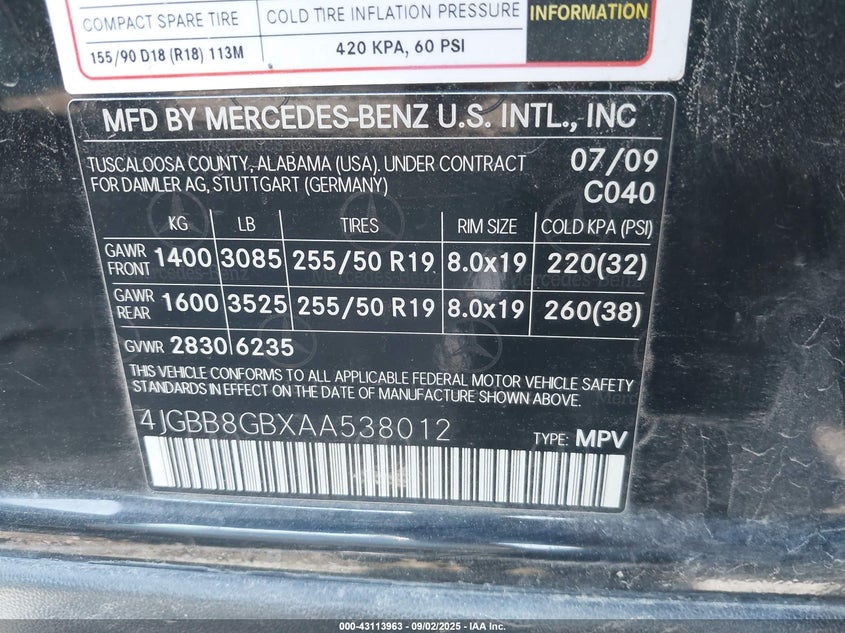 COMPACT SPARE TIRE COLD TIRE INFLATION PRESSURE INFORMATION
155/90 D18 (R18) 113M 420 KPA, 60 PSI
MFD BY MERCEDES-BENZ U.S. INTL., INC
TUSCALOOSA COUNTY, ALABAMA (USA). UNDER CONTRACT 07/09
FOR DAIMLER AG, STUTTGART (GERMANY) C040
KG LB TIRES RIM SIZE COLD KPA (PSI)
GAWR FRONT 1400 3085 255/50 R19 8.0x19 220(32)
GAWR REAR 1600 3525 255/50 R19 8.0x19 260(38)
GVWR 2830 6235
THIS VEHICLE CONFORMS TO ALL APPLICABLE FEDERAL MOTOR VEHICLE SAFETY
STANDARDS IN EFFECT ON THE DATE OF MANUFACTURE SHOWN ABOVE.
4JGBB8GBXAA538012
TYPE: MPV
000-43113963 - 09/02/2025 - IAA Inc.